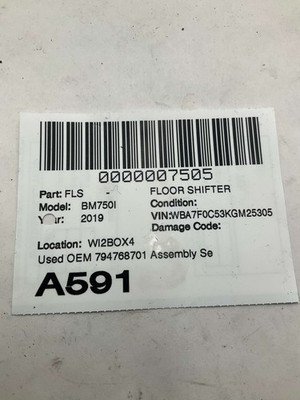 0000007505
Part: FLS - FLOOR SHIFTER
Model: BM750I Condition:
Year: 2019 VIN:WBA7F0C53KGM25305
Damage Code:
Location: WI2BOX4
Used OEM 794768701 Assembly Se
A591